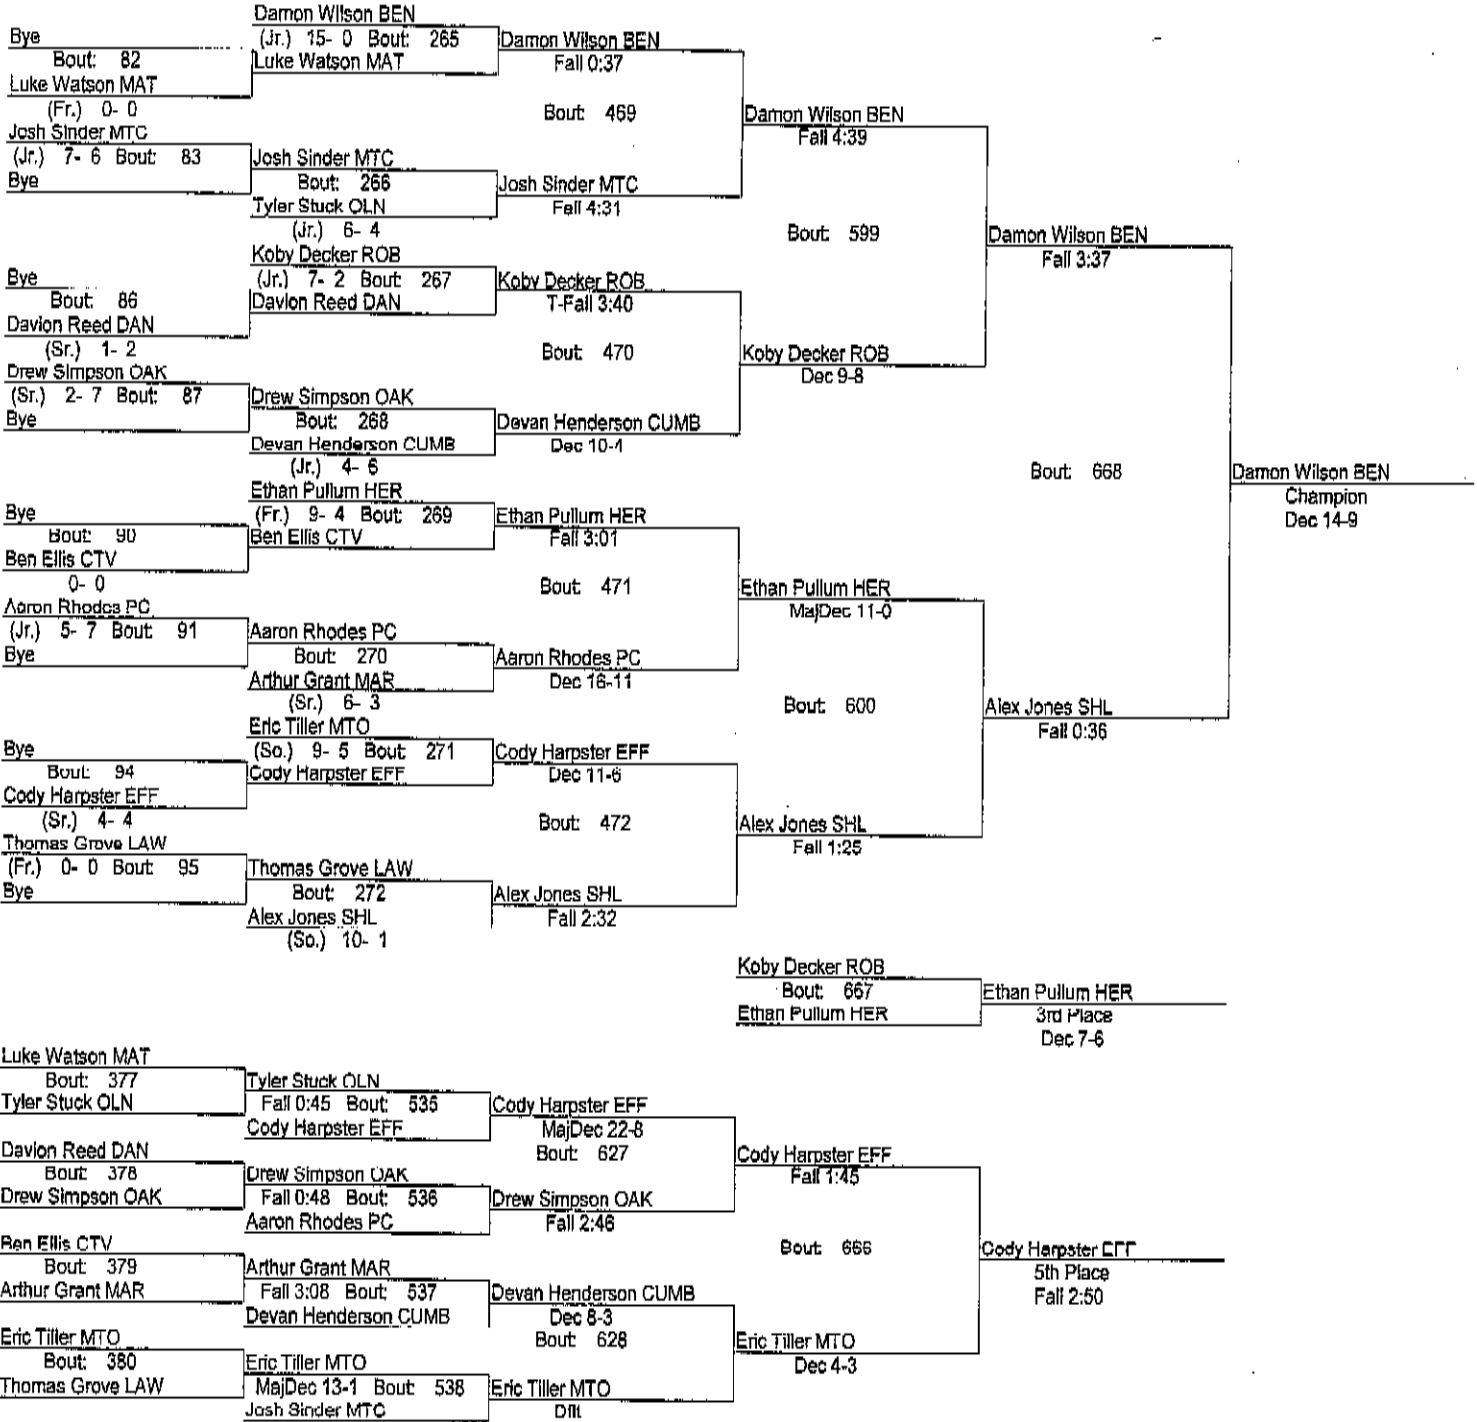 Damon Wilson BEN
Bye
(Jr.) 15- 0 Bout: 265
Damon Wilson BEN
Bout: 82
Luke Watson MAT
Fall 0:37
Luke Watson MAT
(Fr.) 0- 0
Bout: 469
Damon Wilson BEN
Josh Sinder MTC
Fall 4:39
(Jr.) 7- 6 Bout: 83
Josh Sinder MTC
Bye
Bout: 266
Josh Sinder MTC
Tyler Stuck OLN
Fall 4:31
(Jr.) 6- 4
Bout: 599
Damon Wilson BEN
Koby Decker ROB
Fall 3:37
Bye
(Jr.) 7- 2 Bout: 267
Koby Decker ROB
Bout: 86
Davion Reed DAN
T-Fall 3:40
Davion Reed DAN
(Sr.) 1- 2
Bout: 470
Koby Decker ROB
Drew Simpson OAK
Dec 9-8
(Sr.) 2- 7 Bout: 87
Drew Simpson OAK
Bye
Bout: 268
Devan Henderson CUMB
Devan Henderson CUMB
Dec 10-4
(Jr.) 4- 6
Bout: 668
Damon Wilson BEN
Ethan Pullum HER
Champion
Bye
(Fr.) 9- 4 Bout: 269
Ethan Pullum HER
Dec 14-9
Bout: 90
Ben Ellis CTV
Fall 3:01
Ben Ellis CTV
0- 0
Bout: 471
Ethan Pullum HER
Aaron Rhodes PC
MajDec 11-0
(Jr.) 5- 7 Bout: 91
Aaron Rhodes PC
Bye
Bout: 270
Aaron Rhodes PC
Arthur Grant MAR
Dec 16-11
(Sr.) 6- 3
Bout: 600
Alex Jones SHL
Eric Tiller MTO
Fall 0:36
Bye
(So.) 9- 5 Bout: 271
Cody Harpster EFF
Bout: 94
Cody Harpster EFF
Dec 11-6
Cody Harpster EFF
(Sr.) 4- 4
Bout: 472
Alex Jones SHL
Thomas Grove LAW
Fall 1:25
(Fr.) 0- 0 Bout: 95
Thomas Grove LAW
Bye
Bout: 272
Alex Jones SHL
Alex Jones SHL
Fall 2:32
(So.) 10- 1
Koby Decker ROB
Bout: 667
Ethan Pullum HER
Ethan Pullum HER
3rd Place
Dec 7-6
Luke Watson MAT
Bout: 377
Tyler Stuck OLN
Tyler Stuck OLN
Fall 0:45 Bout: 535
Cody Harpster EFF
Cody Harpster EFF
MajDec 22-8
Davion Reed DAN
Bout: 627
Cody Harpster EFF
Bout: 378
Drew Simpson OAK
Fall 1:45
Drew Simpson OAK
Fall 0:48 Bout: 536
Drew Simpson OAK
Aaron Rhodes PC
Fall 2:46
Ben Ellis CTV
Bout: 666
Cody Harpster EFF
Bout: 379
Arthur Grant MAR
5th Place
Arthur Grant MAR
Fall 3:08 Bout: 537
Devan Henderson CUMB
Fall 2:50
Devan Henderson CUMB
Dec 8-3
Eric Tiller MTO
Bout: 628
Eric Tiller MTO
Bout: 380
Eric Tiller MTO
Dec 4-3
Thomas Grove LAW
MajDec 13-1 Bout: 538
Eric Tiller MTO
Josh Sinder MTC
Dflt